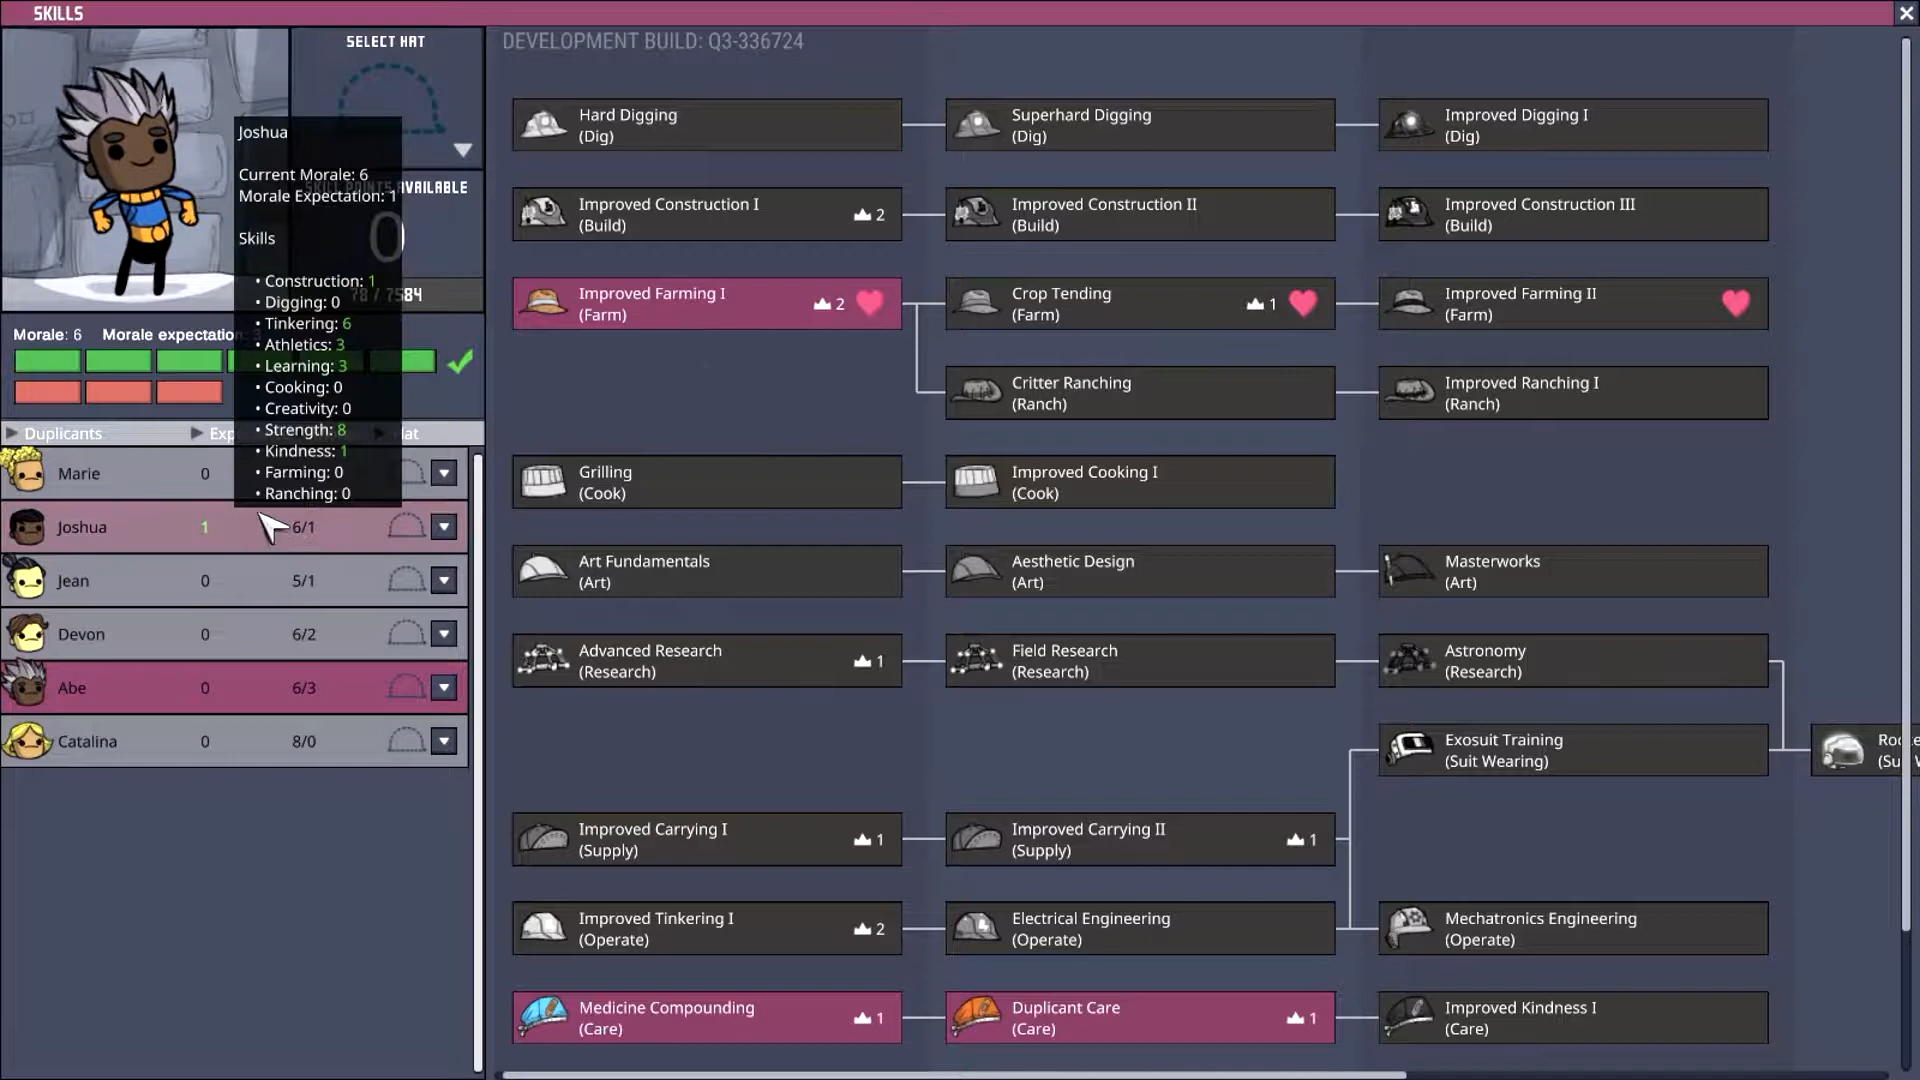 SKILLS
SELECT HAT
DEVELOPMENT BUILD: Q3-336724
Joshua
Current Morale: 6
Morale Expectation: 1
SKILL POINTS AVAILABLE
0
78 / 7584
Skills
• Construction: 1
• Digging: 0
• Tinkering: 6
• Athletics: 3
• Learning: 3
• Cooking: 0
• Creativity: 0
• Strength: 8
• Kindness: 1
• Farming: 0
• Ranching: 0
Morale: 6 Morale expectation
Duplicants
Marie 0
Joshua 1 6/1
Jean 0 5/1
Devon 0 6/2
Abe 0 6/3
Catalina 0 8/0
Hard Digging
(Dig)
Superhard Digging
(Dig)
Improved Digging I
(Dig)
Improved Construction I
(Build)
2
Improved Construction II
(Build)
Improved Construction III
(Build)
Improved Farming I
(Farm)
2
Crop Tending
(Farm)
1
Improved Farming II
(Farm)
Critter Ranching
(Ranch)
Improved Ranching I
(Ranch)
Grilling
(Cook)
Improved Cooking I
(Cook)
Art Fundamentals
(Art)
Aesthetic Design
(Art)
Masterworks
(Art)
Advanced Research
(Research)
1
Field Research
(Research)
Astronomy
(Research)
Exosuit Training
(Suit Wearing)
Improved Carrying I
(Supply)
1
Improved Carrying II
(Supply)
1
Improved Tinkering I
(Operate)
2
Electrical Engineering
(Operate)
Mechatronics Engineering
(Operate)
Medicine Compounding
(Care)
1
Duplicant Care
(Care)
1
Improved Kindness I
(Care)